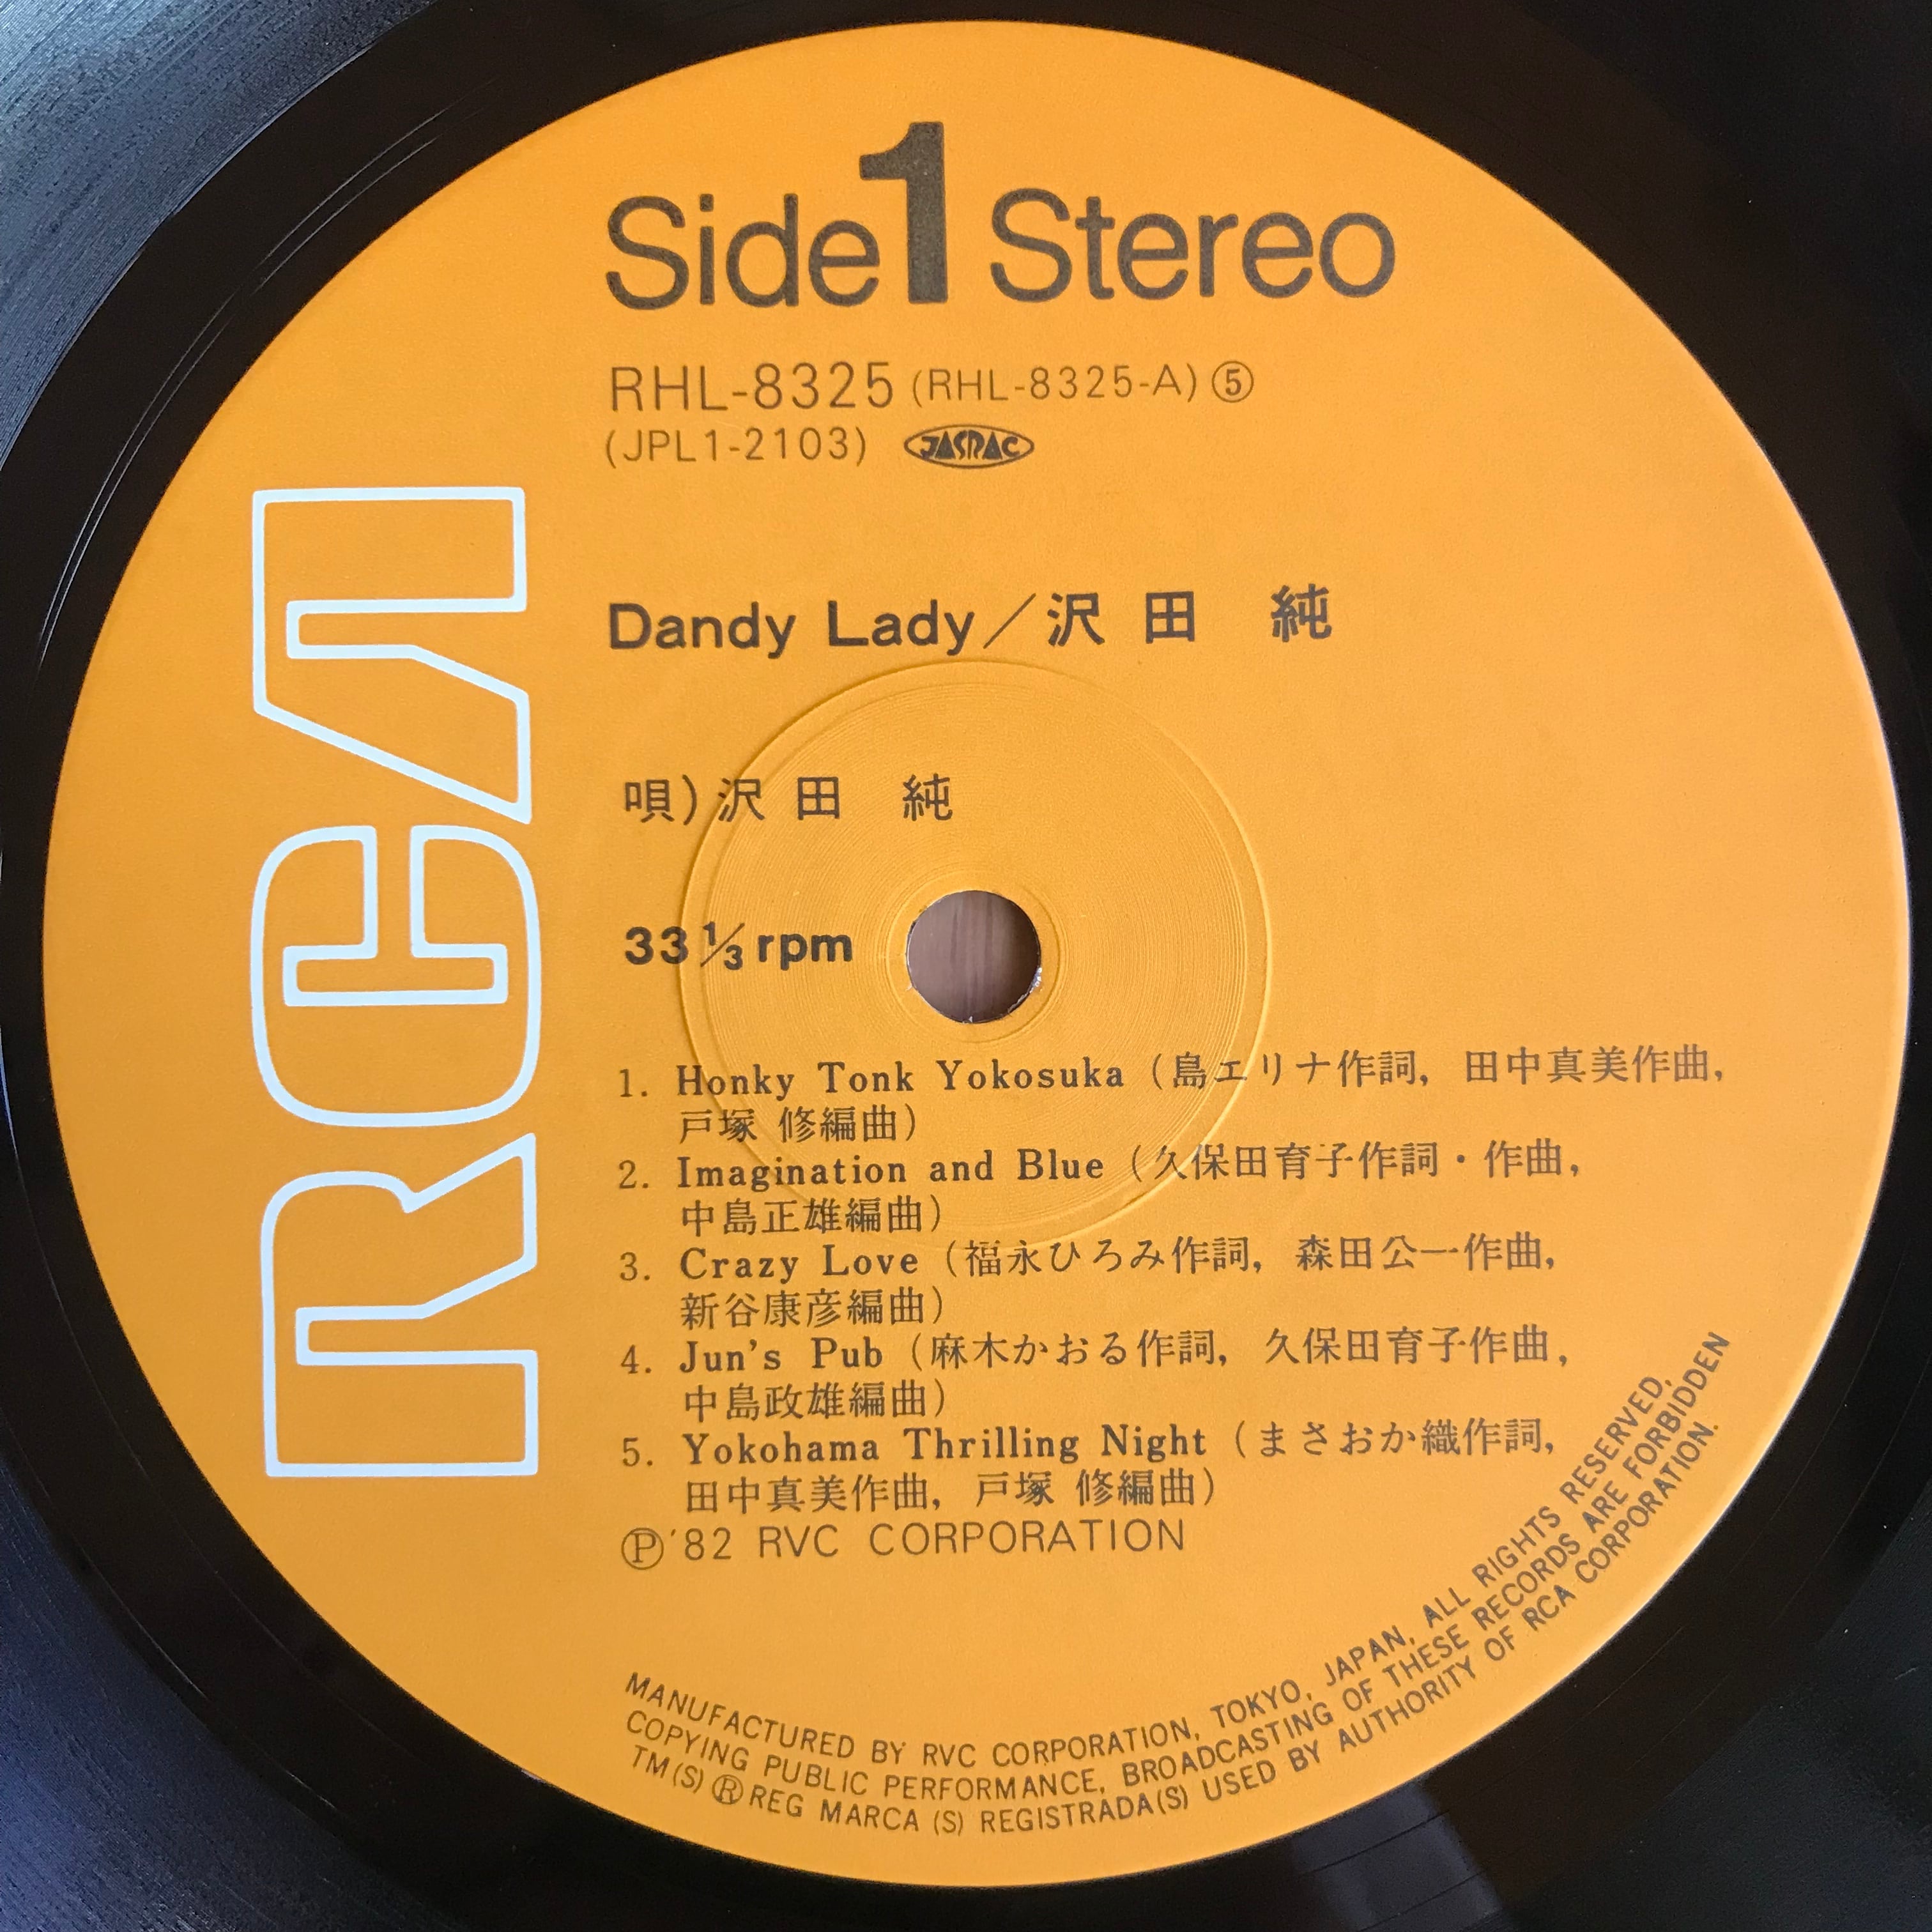 Side 1 Stereo
RHL-8325 (RHL-8325-A) ⑤
(JPL1-2103) JASRAC
RCA
Dandy Lady／沢田 純
唄)沢田 純
33⅓ rpm
1. Honky Tonk Yokosuka (島エリナ作詞, 田中真美作曲,
戸塚 修編曲)
2. Imagination and Blue (久保田育子作詞・作曲,
中島正雄編曲)
3. Crazy Love (福永ひろみ作詞, 森田公一作曲,
新谷康彦編曲)
4. Jun's Pub (麻木かおる作詞, 久保田育子作曲,
中島政雄編曲)
5. Yokohama Thrilling Night (まさおか織作詞,
田中真美作曲, 戸塚 修編曲)
Ⓟ'82 RVC CORPORATION
MANUFACTURED BY RVC CORPORATION, TOKYO, JAPAN, ALL RIGHTS RESERVED,
COPYING PUBLIC PERFORMANCE, BROADCASTING OF THESE RECORDS ARE FORBIDDEN
TM(S) ® REG MARCA (S) REGISTRADA(S) USED BY AUTHORITY OF RCA CORPORATION.